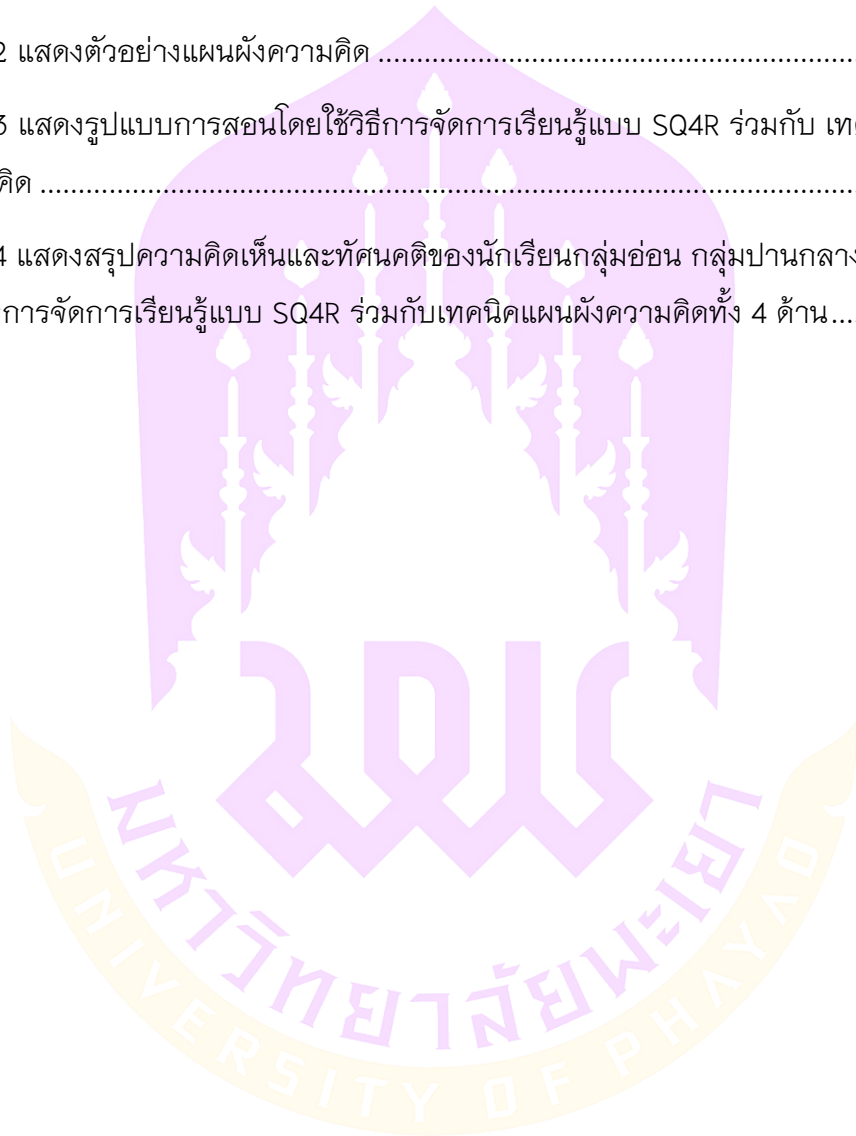 2 แสดงตัวอย่างแผนผังความคิด ..........................................................
3 แสดงรูปแบบการสอนโดยใช้วิธีการจัดการเรียนรู้แบบ SQ4R ร่วมกับ
คิด ....................................................................................................
4 แสดงสรุปความคิดเห็นและทัศนคติของนักเรียนกลุ่มอ่อน กลุ่มปานกลาง
การจัดการเรียนรู้แบบ SQ4R ร่วมกับเทคนิคแผนผังความคิดทั้ง 4 ด้าน....
มหาวิทยาลัยพะเยา
UNIVERSITY OF PHAYAO